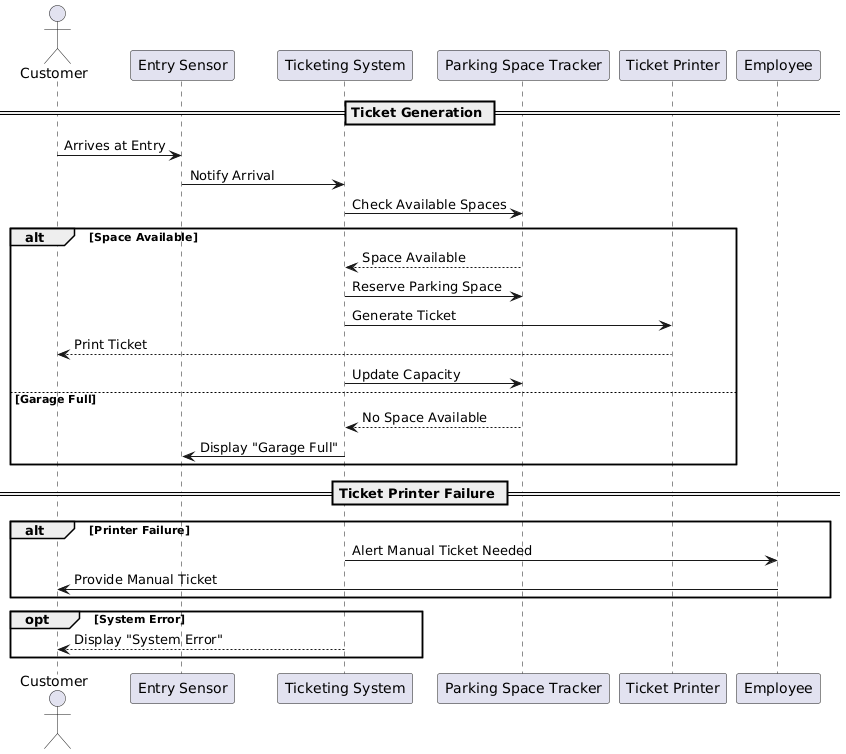 Customer
Entry Sensor
Ticketing System
Parking Space Tracker
Ticket Printer
Employee
Ticket Generation
Arrives at Entry
Notify Arrival
Check Available Spaces
alt
[Space Available]
Space Available
Reserve Parking Space
Generate Ticket
Print Ticket
Update Capacity
[Garage Full]
No Space Available
Display "Garage Full"
Ticket Printer Failure
alt
[Printer Failure]
Alert Manual Ticket Needed
Provide Manual Ticket
opt
[System Error]
Display "System Error"
Customer
Entry Sensor
Ticketing System
Parking Space Tracker
Ticket Printer
Employee